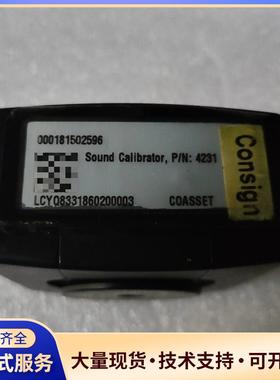 000181502596
Sound Calibrator, P/N: 4231
LCYQ8331860200003 COASSET
Consign
齐全
式服务
大量现货·技术支持·可开